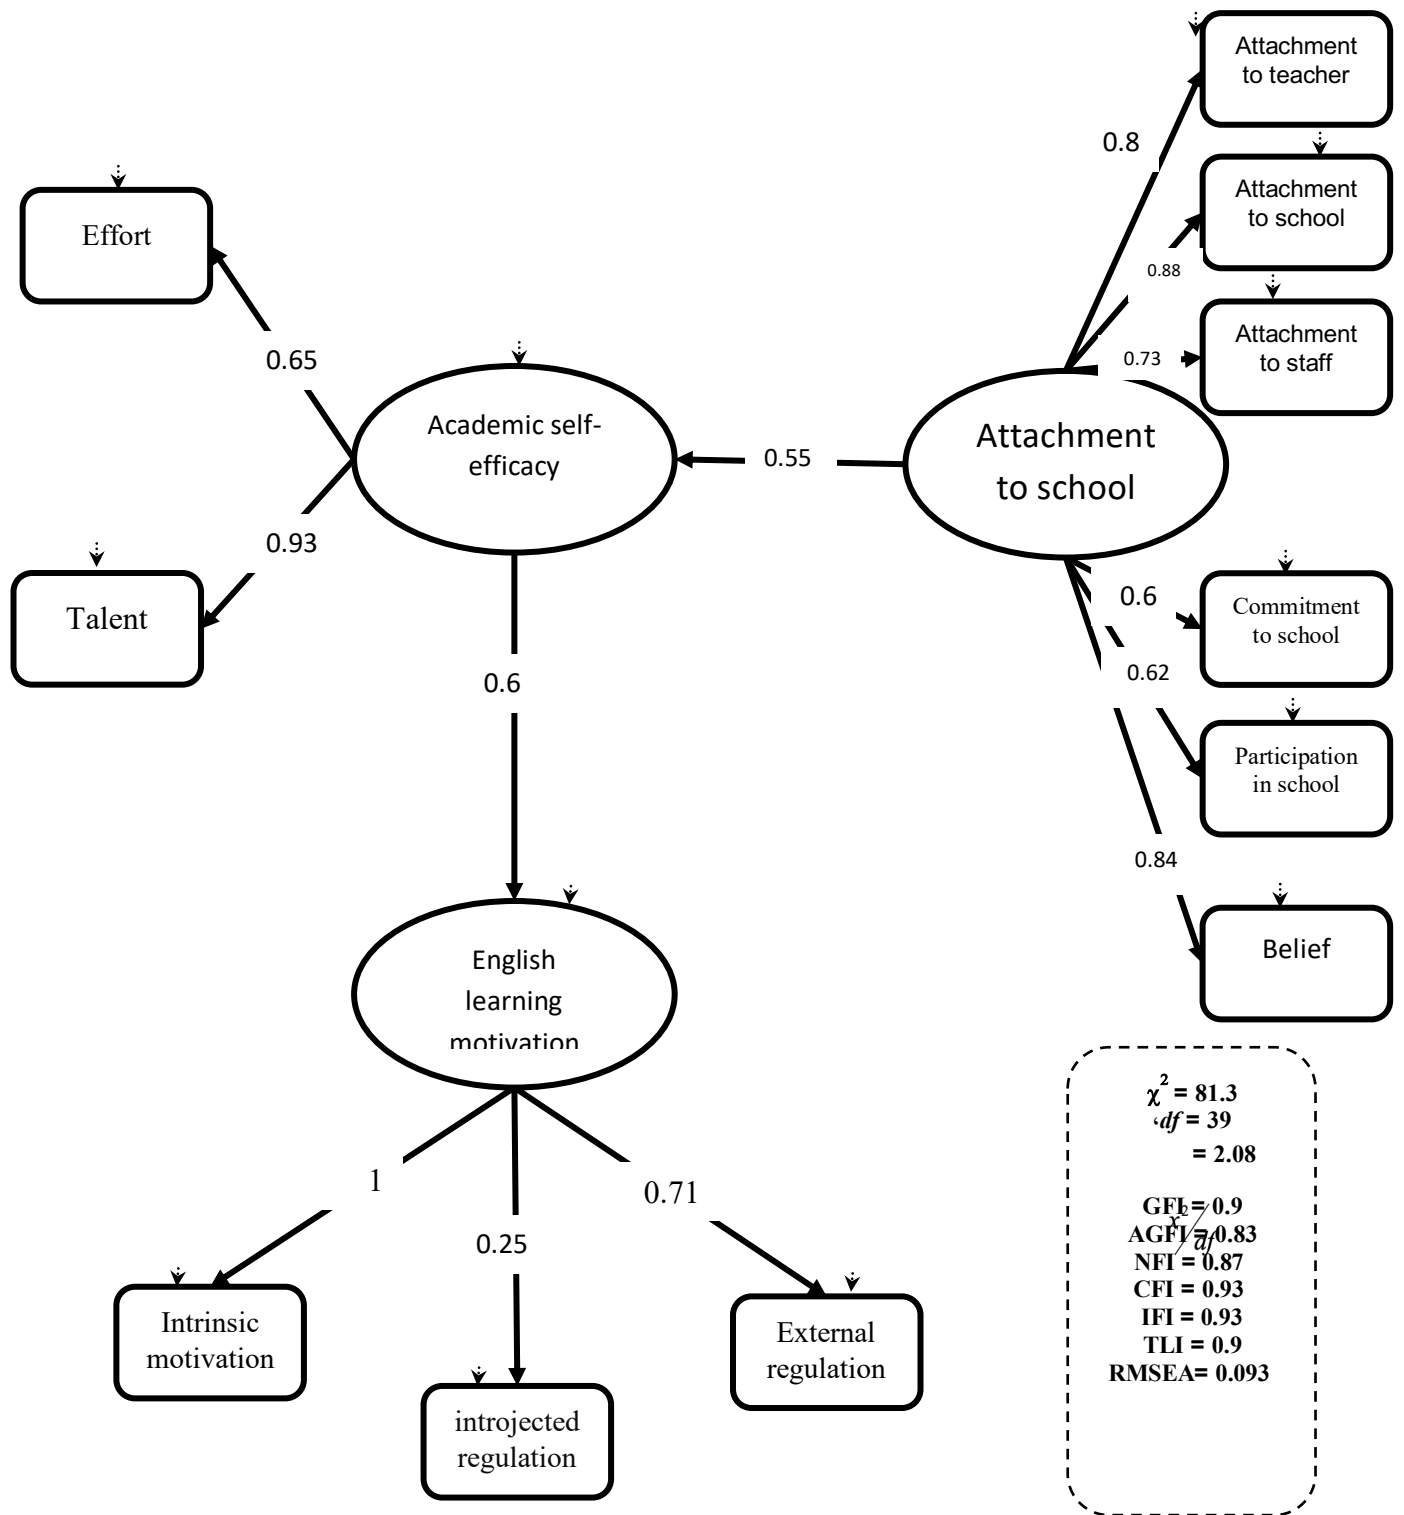 Attachment
to teacher
0.8
Attachment
to school
0.88
Attachment
to staff
0.73
Effort
0.65
Academic self-
efficacy
0.55
Attachment
to school
0.93
Talent
0.6
Commitment
to school
0.6
0.62
Participation
in school
0.84
Belief
English
learning
motivation
1
0.25
0.71
Intrinsic
motivation
introjected
regulation
External
regulation
χ² = 81.3
،df = 39
= 2.08
x²/df
GFI = 0.9
AGFI = 0.83
NFI = 0.87
CFI = 0.93
IFI = 0.93
TLI = 0.9
RMSEA= 0.093